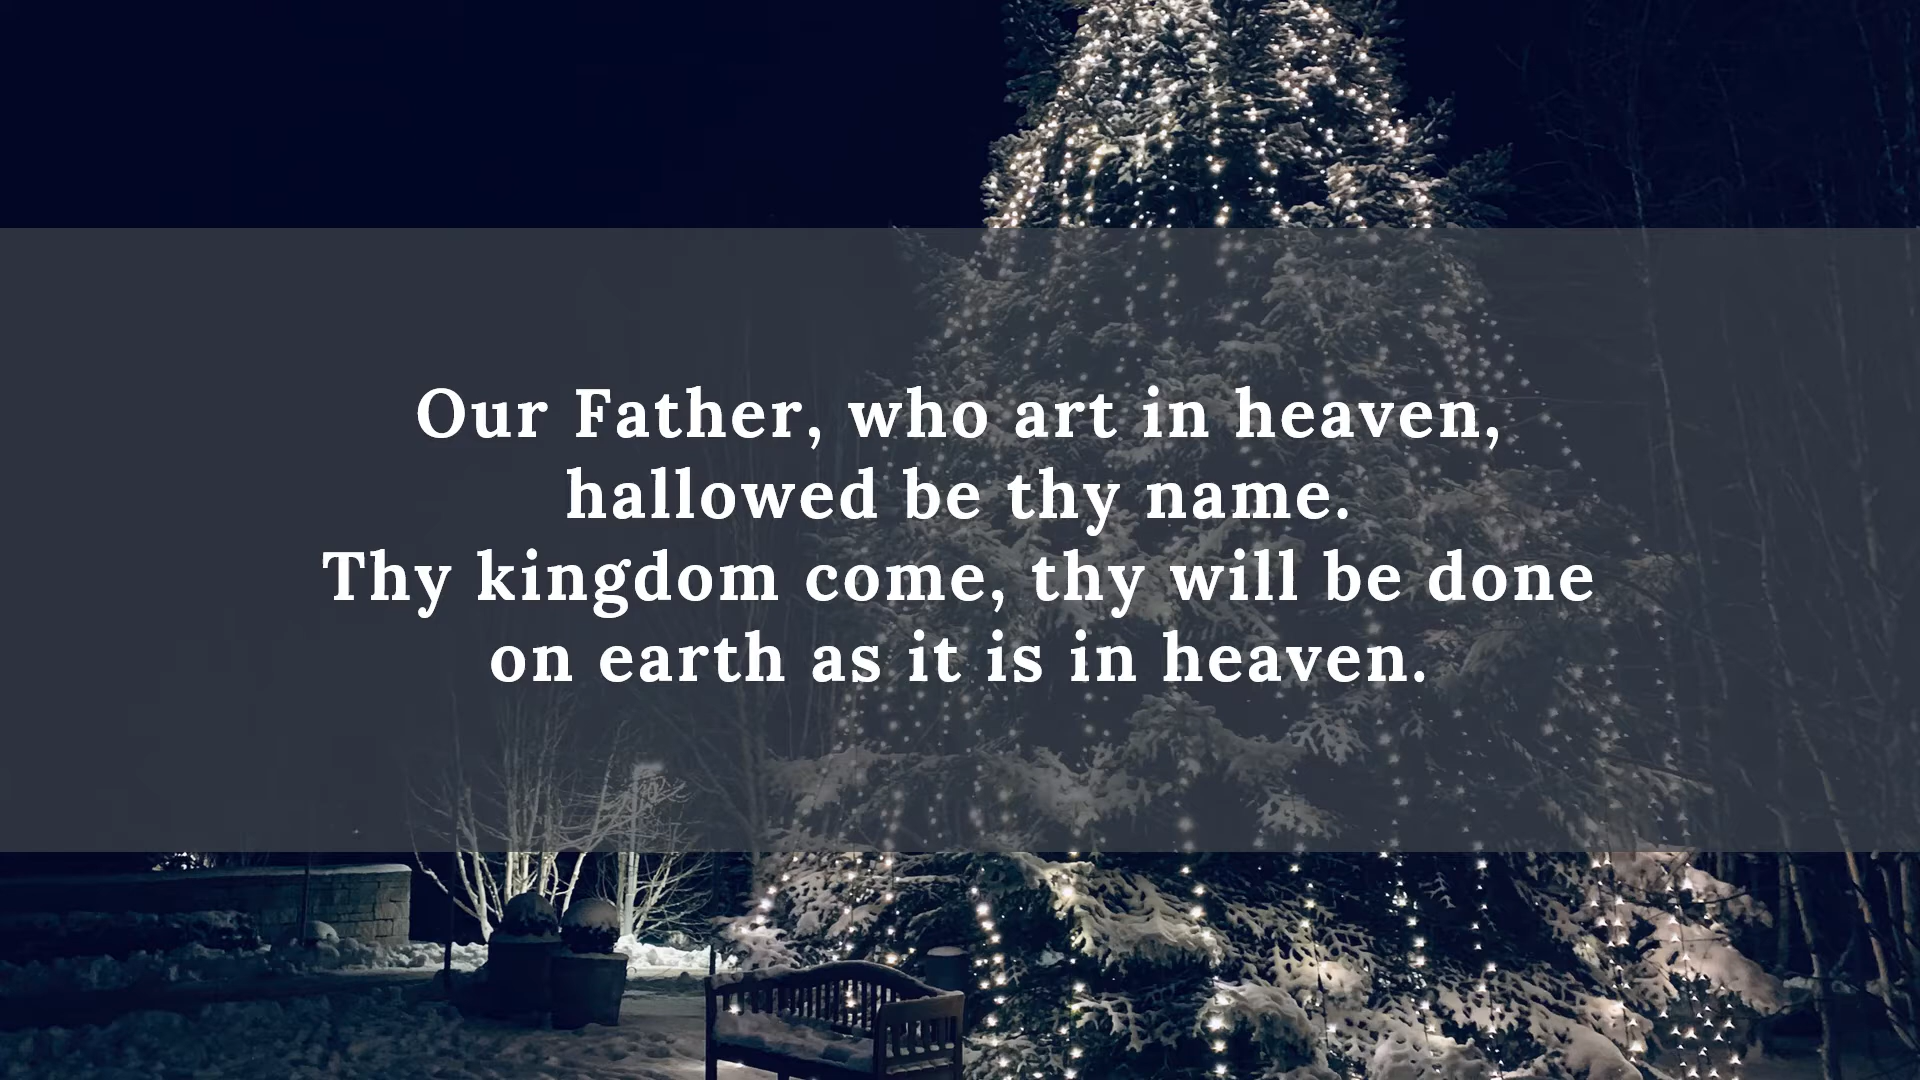 Our Father, who art in heaven,
hallowed be thy name.
Thy kingdom come, thy will be done
on earth as it is in heaven.